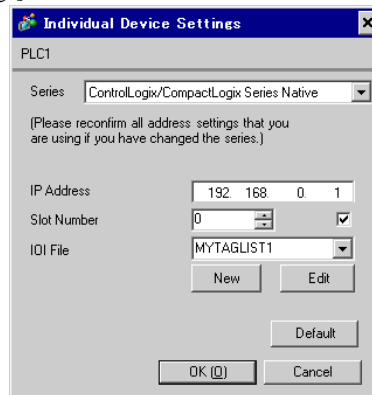 Individual Device Settings
PLC1
Series ControlLogix/CompactLogix Series Native
(Please reconfirm all address settings that you
are using if you have changed the series.)
IP Address 192. 168. 0. 1
Slot Number 0
IOI File MYTAGLIST1
New Edit
Default
OK (O) Cancel